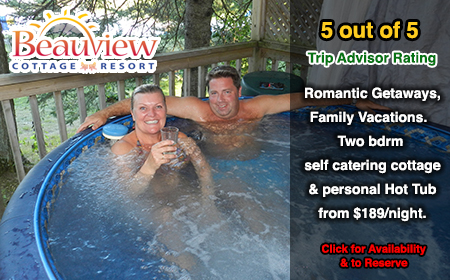 BeauView
COTTAGE RESORT
5 out of 5
Trip Advisor Rating
Romantic Getaways,
Family Vacations.
Two bdrm
self catering cottage
& personal Hot Tub
from $189/night.
Click for Availability
& to Reserve